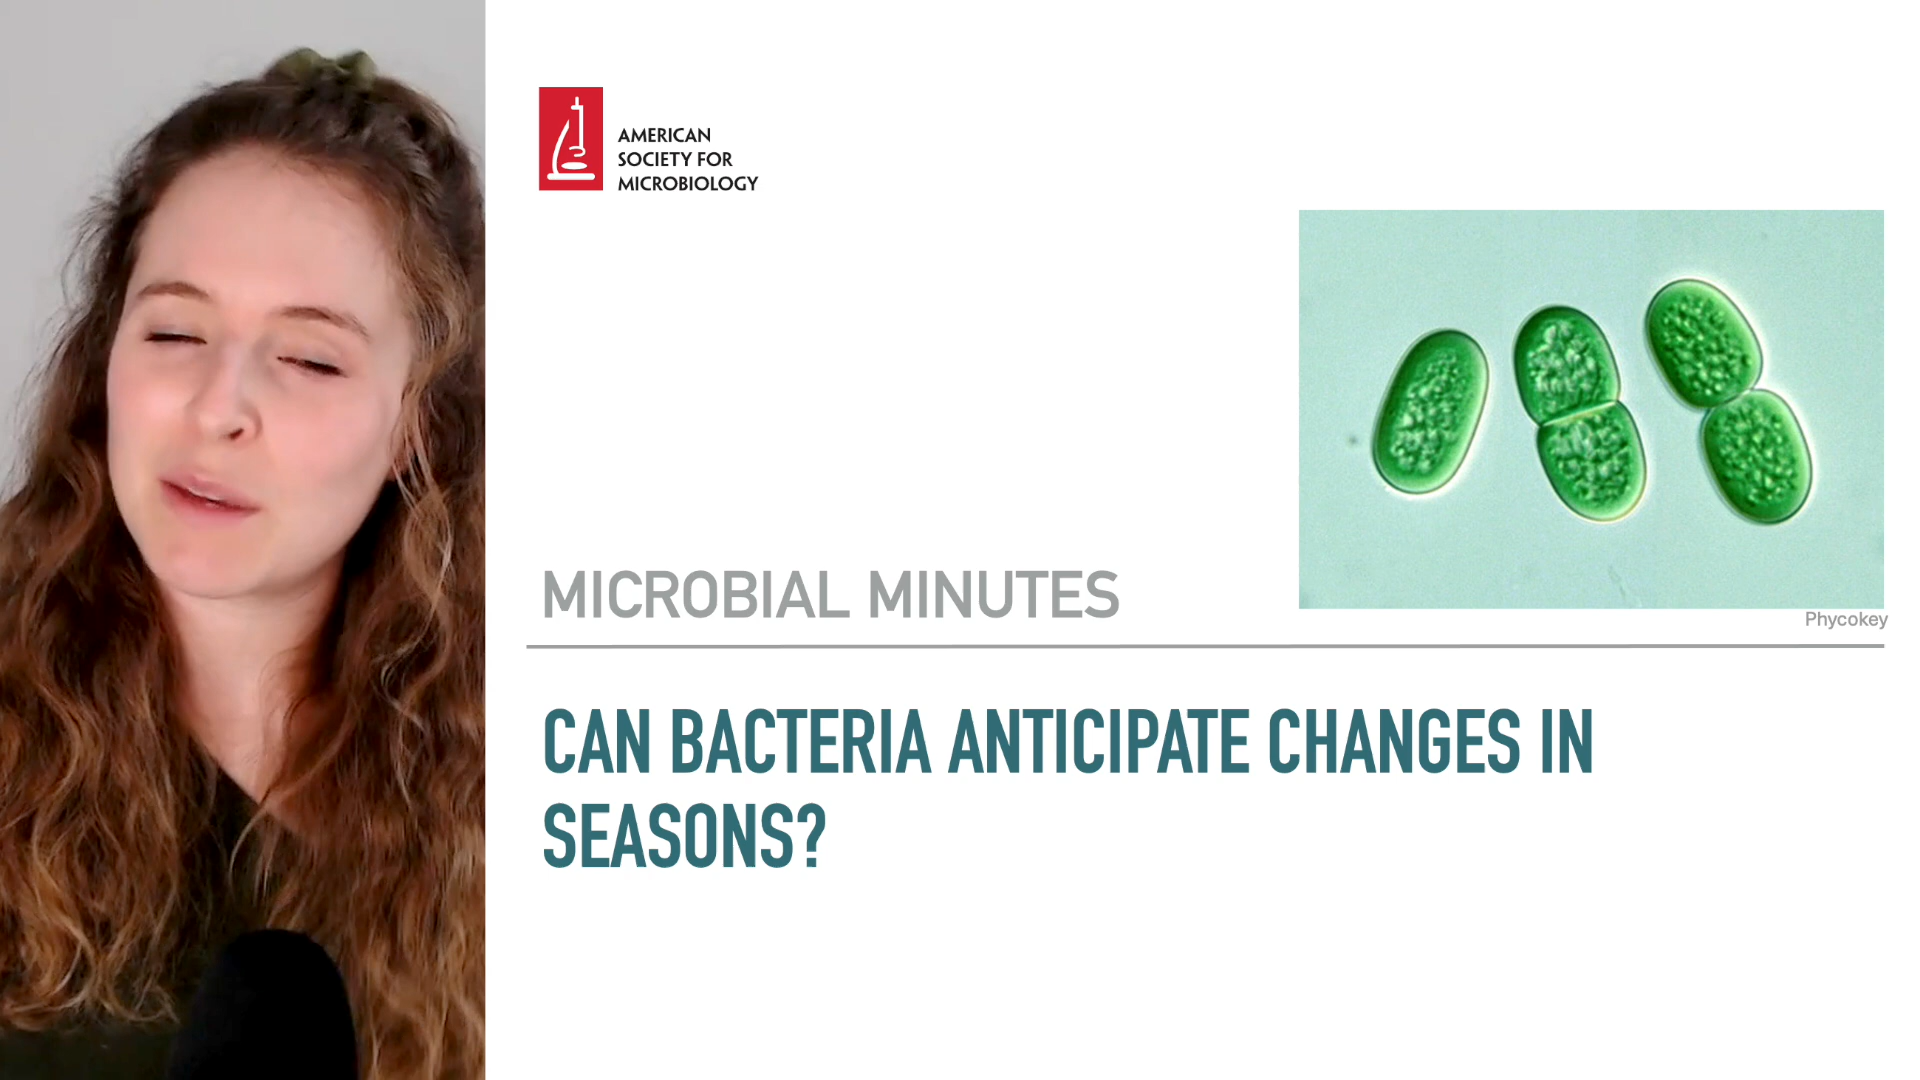 AMERICAN
SOCIETY FOR
MICROBIOLOGY
MICROBIAL MINUTES
Phycokey
CAN BACTERIA ANTICIPATE CHANGES IN
SEASONS?